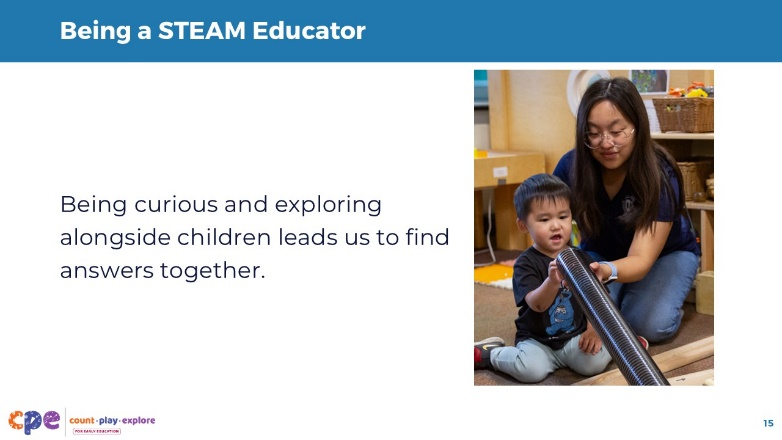 Being a STEAM Educator
Being curious and exploring
alongside children leads us to find
answers together.
cpe
count·play·explore
FOR EARLY EDUCATION
15